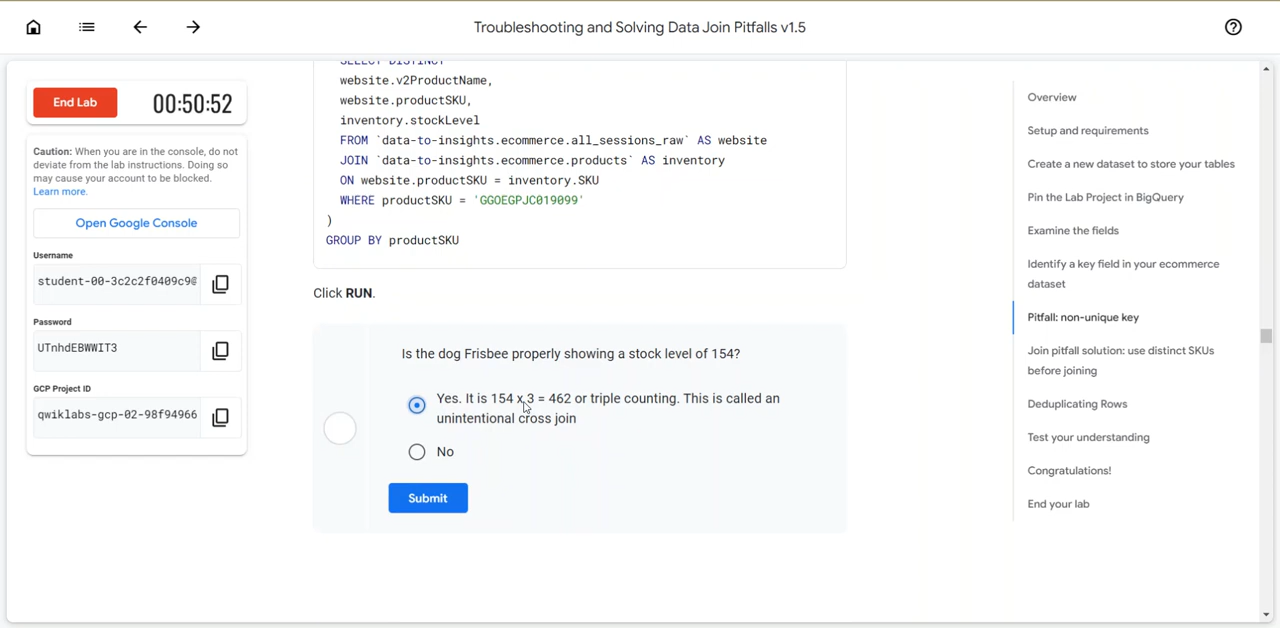 Troubleshooting and Solving Data Join Pitfalls v1.5
End Lab
00:50:52
Caution: When you are in the console, do not
deviate from the lab instructions. Doing so
may cause your account to be blocked.
Learn more.
Open Google Console
Username
student-00-3c2c2f0409c9@
Password
UTnhdEBWWIT3
GCP Project ID
qwiklabs-gcp-02-98f94966
SELECT DISTINCT
website.v2ProductName,
website.productSKU,
inventory.stockLevel
FROM `data-to-insights.ecommerce.all_sessions_raw` AS website
JOIN `data-to-insights.ecommerce.products` AS inventory
ON website.productSKU = inventory.SKU
WHERE productSKU = 'GGOEGPJC019099'
)
GROUP BY productSKU
Click RUN.
Is the dog Frisbee properly showing a stock level of 154?
Yes. It is 154 x 3 = 462 or triple counting. This is called an
unintentional cross join
No
Submit
Overview
Setup and requirements
Create a new dataset to store your tables
Pin the Lab Project in BigQuery
Examine the fields
Identify a key field in your ecommerce
dataset
Pitfall: non-unique key
Join pitfall solution: use distinct SKUs
before joining
Deduplicating Rows
Test your understanding
Congratulations!
End your lab